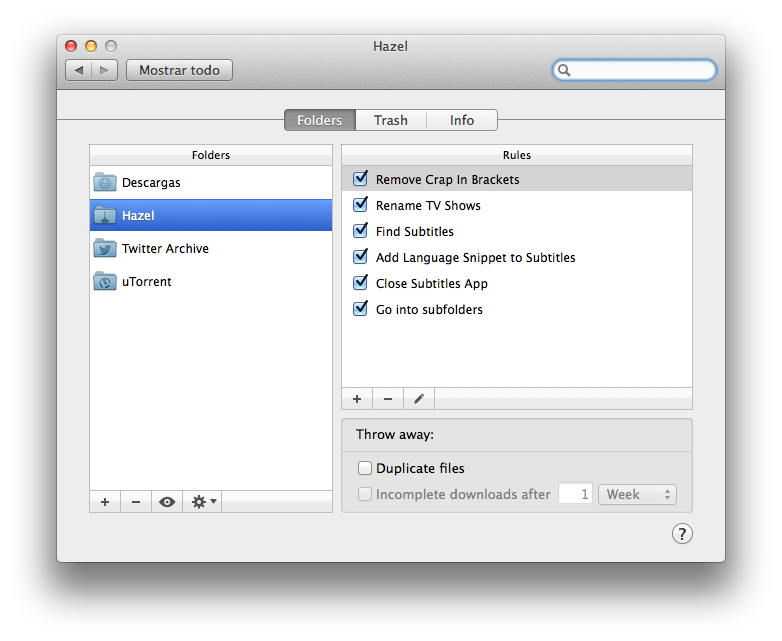 Hazel
Mostrar todo
Folders Trash Info
Folders
Descargas
Hazel
Twitter Archive
uTorrent
Rules
Remove Crap In Brackets
Rename TV Shows
Find Subtitles
Add Language Snippet to Subtitles
Close Subtitles App
Go into subfolders
Throw away:
Duplicate files
Incomplete downloads after 1 Week
?